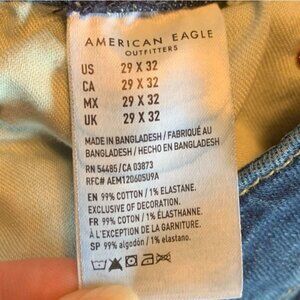 AMERICAN EAGLE
OUTFITTERS
US 29 X 32
CA 29 X 32
MX 29 X 32
UK 29 X 32
MADE IN BANGLADESH / FABRIQUÉ AU
BANGLADESH / HECHO EN BANGLADESH
RN 54485/CA 03873
RFC# AEM120605U9A
EN 99% COTTON / 1% ELASTANE.
EXCLUSIVE OF DECORATION.
FR 99% COTON / 1% ÉLASTHANNE.
À L'EXCEPTION DE LA GARNITURE.
SP 99% algodón / 1% elastano.